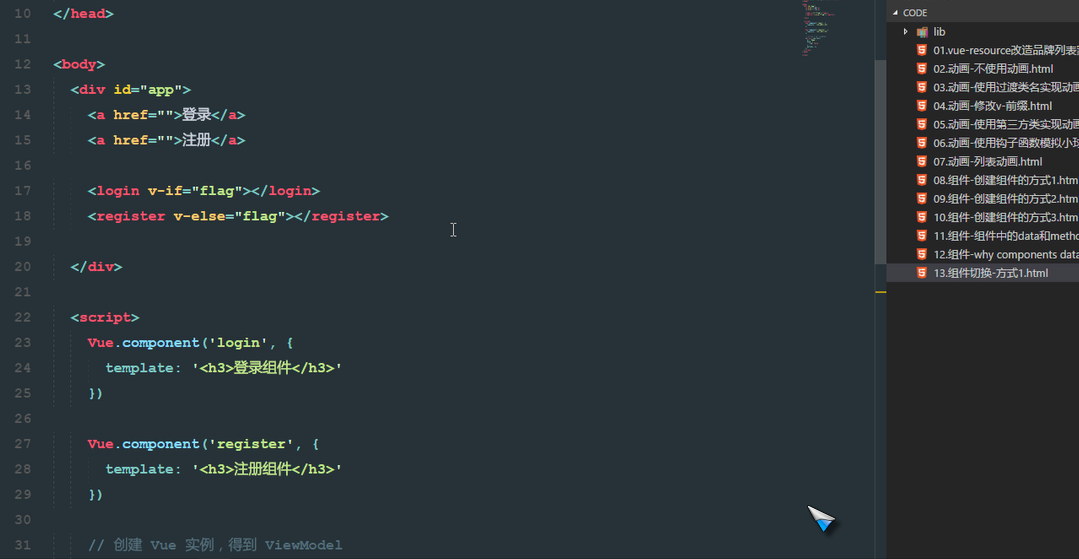 10 </head>
11
12 <body>
13 <div id="app">
14 <a href="">登录</a>
15 <a href="">注册</a>
16
17 <login v-if="flag"></login>
18 <register v-else="flag"></register>
19
20 </div>
21
22 <script>
23 Vue.component('login', {
24 template: '<h3>登录组件</h3>'
25 })
26
27 Vue.component('register', {
28 template: '<h3>注册组件</h3>'
29 })
30
31 // 创建 Vue 实例，得到 ViewModel
CODE
lib
01.vue-resource改造品牌列表
02.动画-不使用动画.html
03.动画-使用过渡类名实现动画
04.动画-修改v-前缀.html
05.动画-使用第三方类实现动画
06.动画-使用钩子函数模拟小球
07.动画-列表动画.html
08.组件-创建组件的方式1.htm
09.组件-创建组件的方式2.htm
10.组件-创建组件的方式3.htm
11.组件-组件中的data和metho
12.组件-why components data
13.组件切换-方式1.html